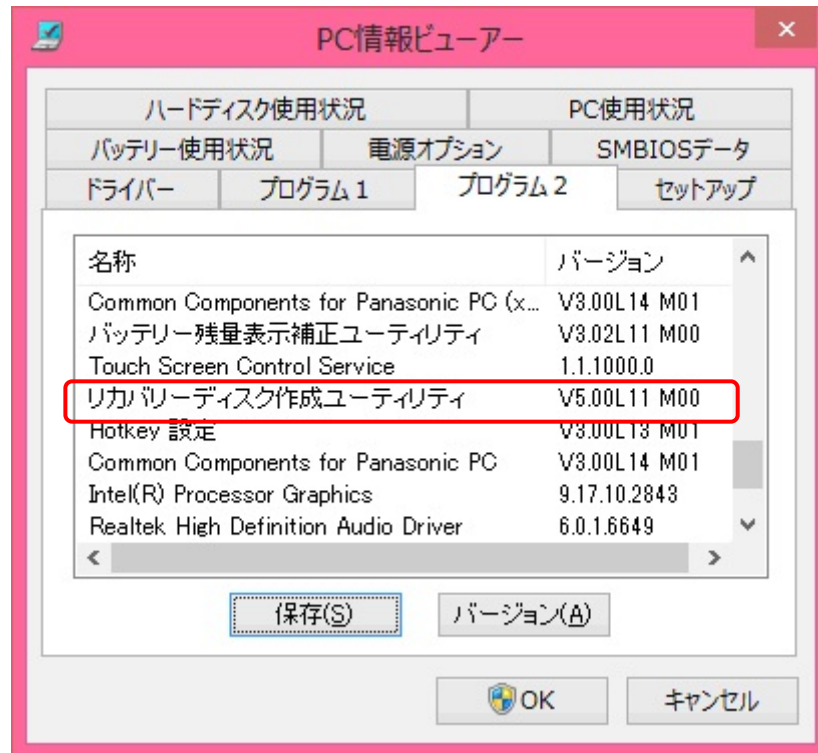 PC情報ビューアー
ハードディスク使用状況 PC使用状況
バッテリー使用状況 電源オプション SMBIOSデータ
ドライバー プログラム 1 プログラム 2 セットアップ
名称 バージョン
Common Components for Panasonic PC (x... V3.00L14 M01
バッテリー残量表示補正ユーティリティ V3.02L11 M00
Touch Screen Control Service 1.1.1000.0
リカバリーディスク作成ユーティリティ V5.00L11 M00
Hotkey 設定 V3.00L13 M01
Common Components for Panasonic PC V3.00L14 M01
Intel(R) Processor Graphics 9.17.10.2843
Realtek High Definition Audio Driver 6.0.1.6649
保存(S) バージョン(A)
OK キャンセル